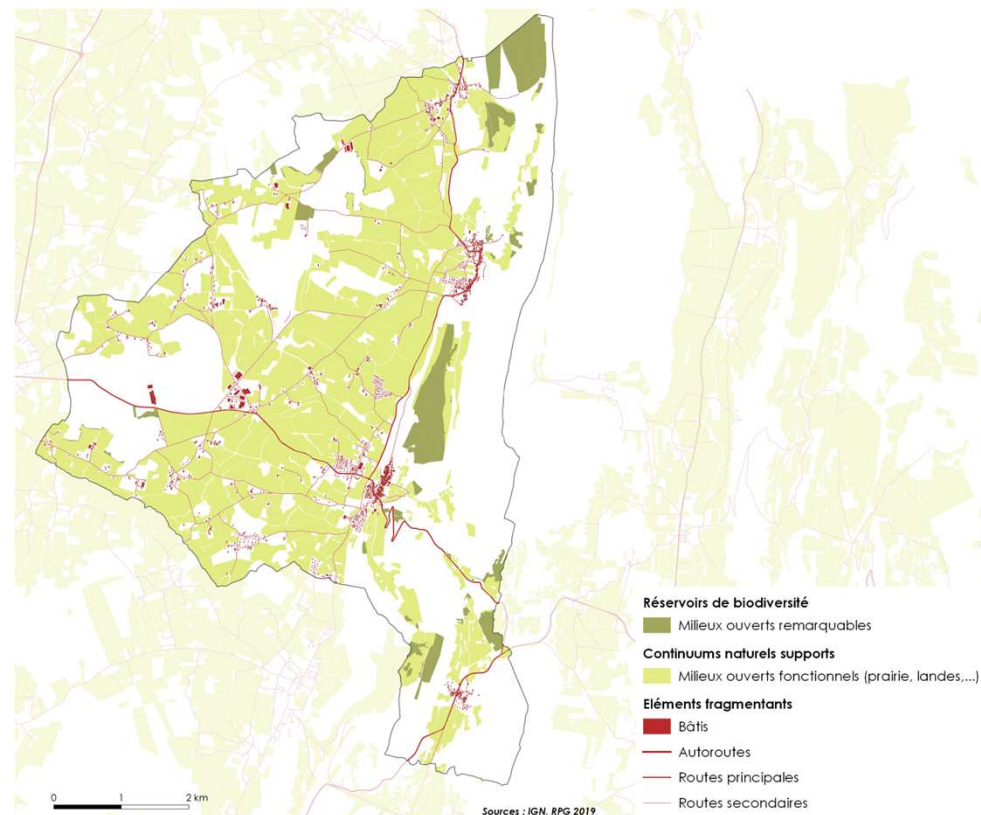 Réservoirs de biodiversité
Milieux ouverts remarquables
Continuums naturels supports
Milieux ouverts fonctionnels (prairie, landes,...)
Eléments fragmentants
Bâtis
Autoroutes
Routes principales
Routes secondaires
0 1 2 km
Sources : IGN, RPG 2019